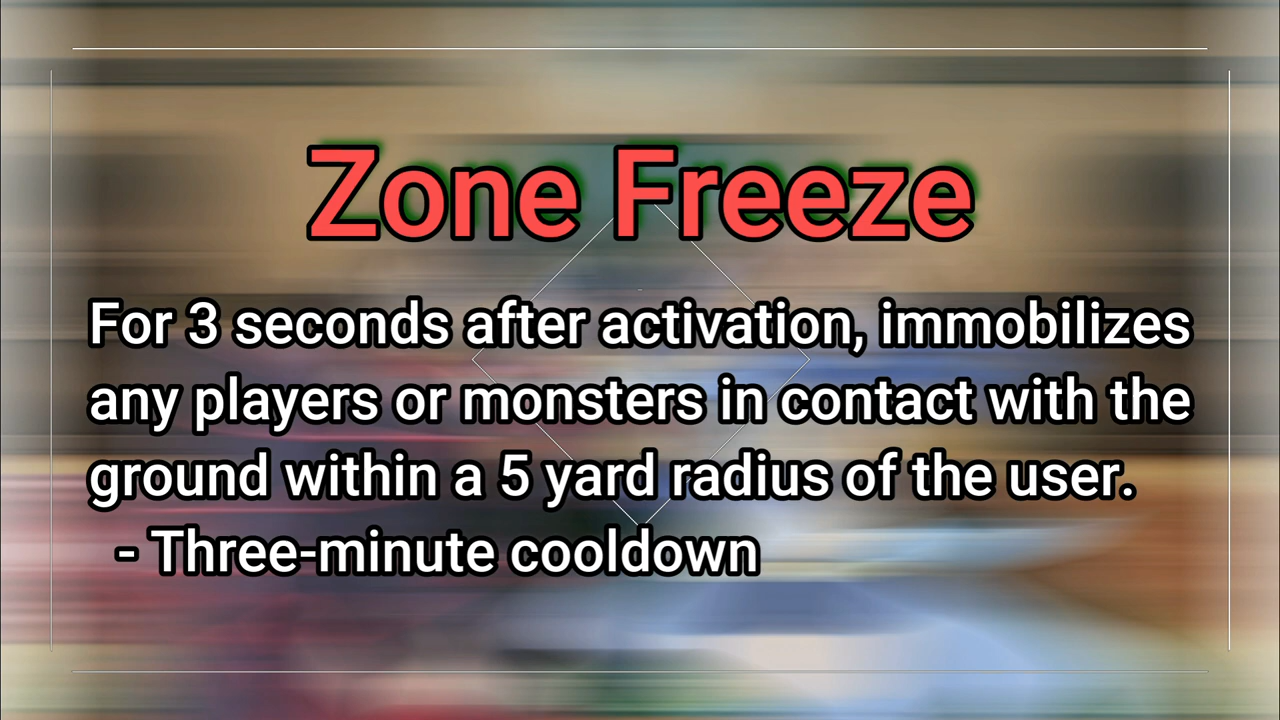 Zone Freeze
For 3 seconds after activation, immobilizes
any players or monsters in contact with the
ground within a 5 yard radius of the user.
- Three-minute cooldown